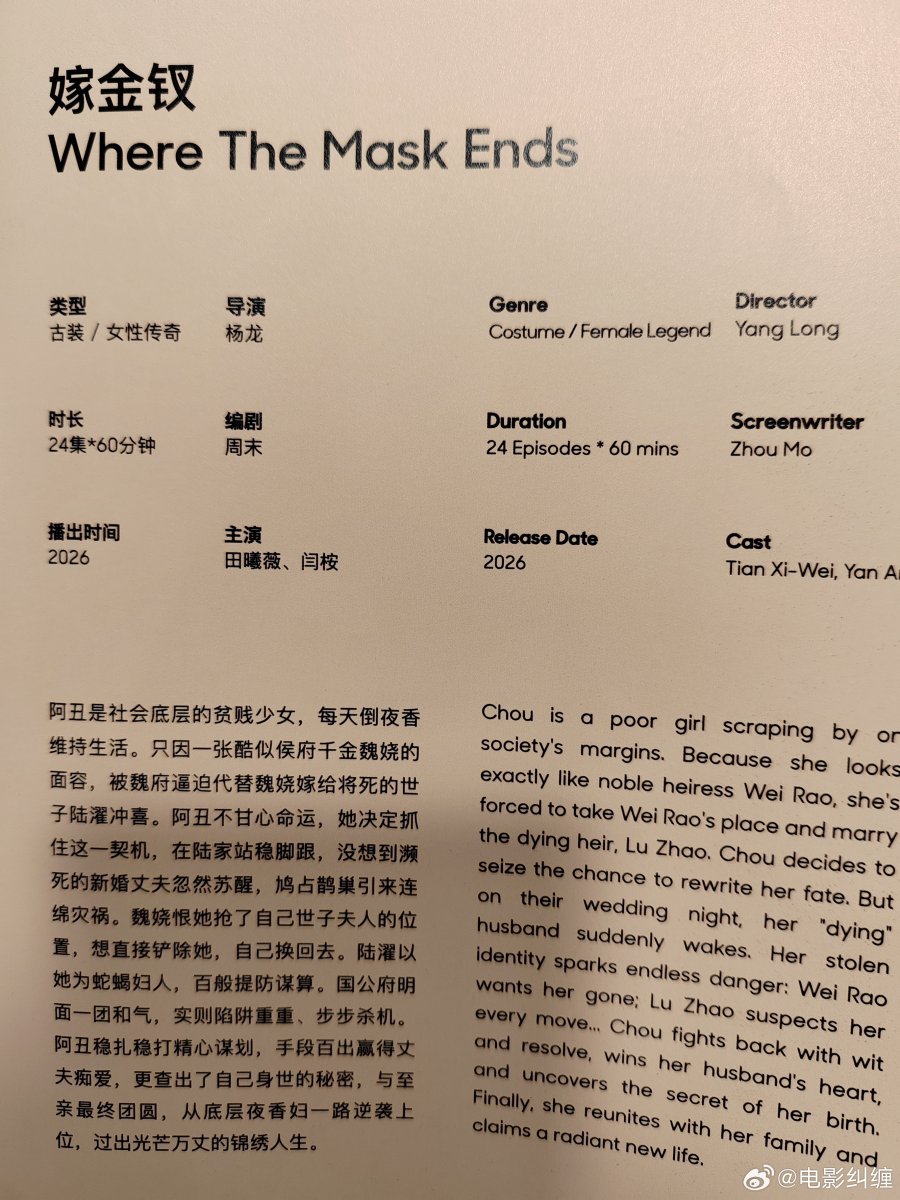 嫁金钗
Where The Mask Ends
类型
古装 / 女性传奇
导演
杨龙
时长
24集*60分钟
编剧
周末
播出时间
2026
主演
田曦薇、闫桉
Genre
Costume / Female Legend
Director
Yang Long
Duration
24 Episodes * 60 mins
Screenwriter
Zhou Mo
Release Date
2026
Cast
Tian Xi-Wei, Yan
阿丑是社会底层的贫贱少女，每天倒夜香
维持生活。只因一张酷似侯府千金魏娆的
面容，被魏府逼迫代替魏娆嫁给将死的世
子陆濯冲喜。阿丑不甘心命运，她决定抓
住这一契机，在陆家站稳脚跟，没想到濒
死的新婚丈夫忽然苏醒，鸠占鹊巢引来连
绵灾祸。魏娆恨她抢了自己世子夫人的位
置，想直接铲除她，自己换回去。陆濯以
她为蛇蝎妇人，百般提防谋算。国公府明
面一团和气，实则陷阱重重、步步杀机。
阿丑稳扎稳打精心谋划，手段百出赢得丈
夫痴爱，更查出了自己身世的秘密，与至
亲最终团圆，从底层夜香妇一路逆袭上
位，过出光芒万丈的锦绣人生。
Chou is a poor girl scraping by
society's margins. Because she looks
exactly like noble heiress Wei Rao, she's
forced to take Wei Rao's place and marry
the dying heir, Lu Zhao. Chou decides to
seize the chance to rewrite her fate. But
on their wedding night, her "dying"
husband suddenly wakes. Her stolen
identity sparks endless danger: Wei Rao
wants her gone; Lu Zhao suspects her
every move... Chou fights back with wit
and resolve, wins her husband's heart,
and uncovers the secret of her birth.
Finally, she reunites with her family and
claims a radiant new life.
@电影纠缠